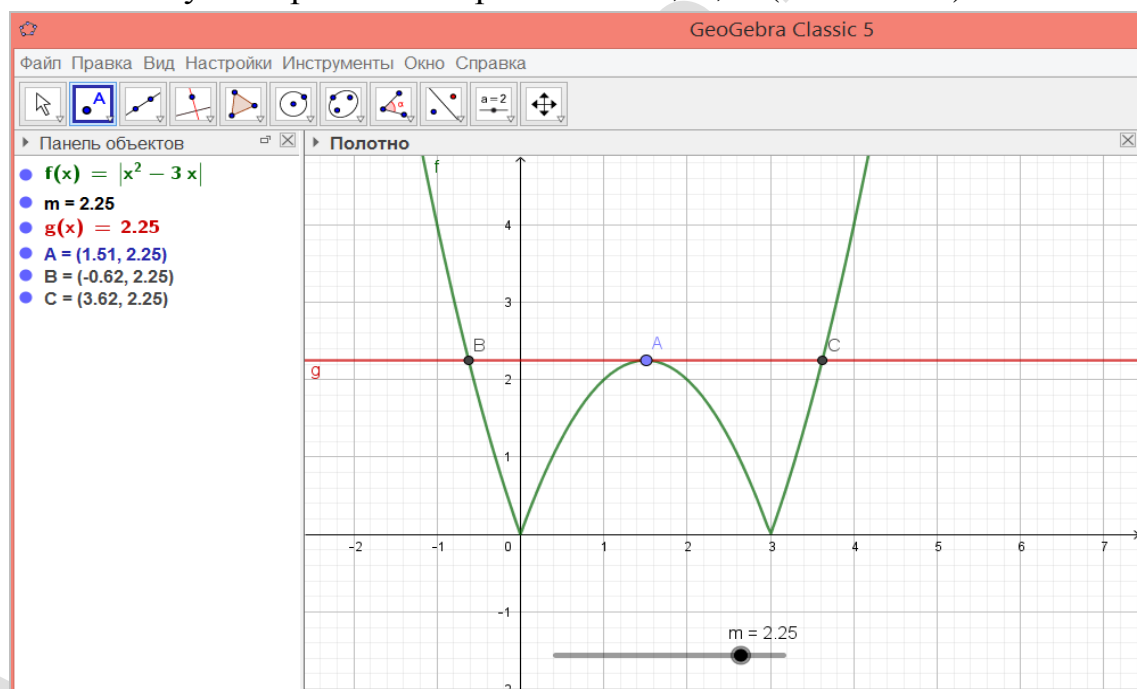 GeoGebra Classic 5
Файл Правка Вид Настройки Инструменты Окно Справка
A
α
a = 2
Панель объектов
Полотно
f(x) = |x² − 3 x|
m = 2.25
g(x) = 2.25
A = (1.51, 2.25)
B = (-0.62, 2.25)
C = (3.62, 2.25)
f
4
3
B
A
C
g
2
1
-2 -1 0 1 2 3 4 5 6 7
-1
m = 2.25